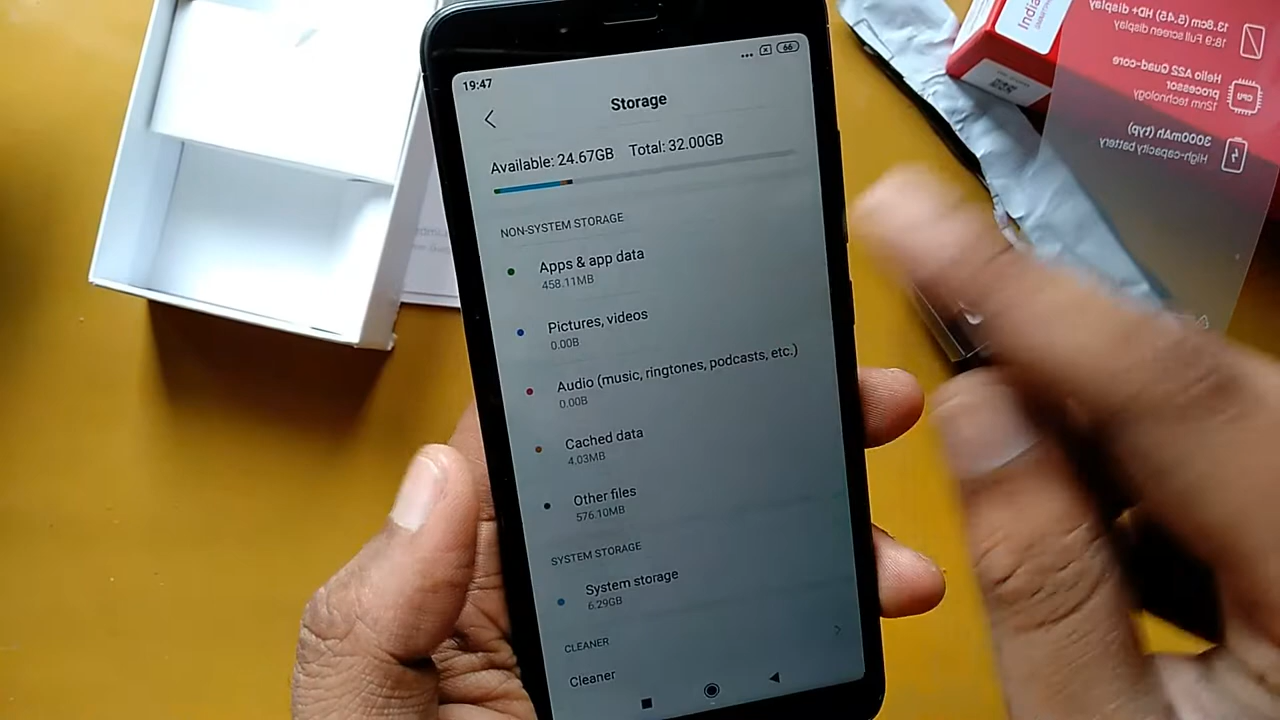 19:47
66
Storage
Available: 24.67GB Total: 32.00GB
NON-SYSTEM STORAGE
Apps & app data
458.11MB
Pictures, videos
0.00B
Audio (music, ringtones, podcasts, etc.)
0.00B
Cached data
4.03MB
Other files
576.10MB
SYSTEM STORAGE
System storage
6.29GB
CLEANER
Cleaner
India
13.8cm (5.45) HD+ display
18:9 Full screen display
Helio A22 Quad-core
processor
12nm technology
CPU
3000mAh (typ)
High-capacity battery